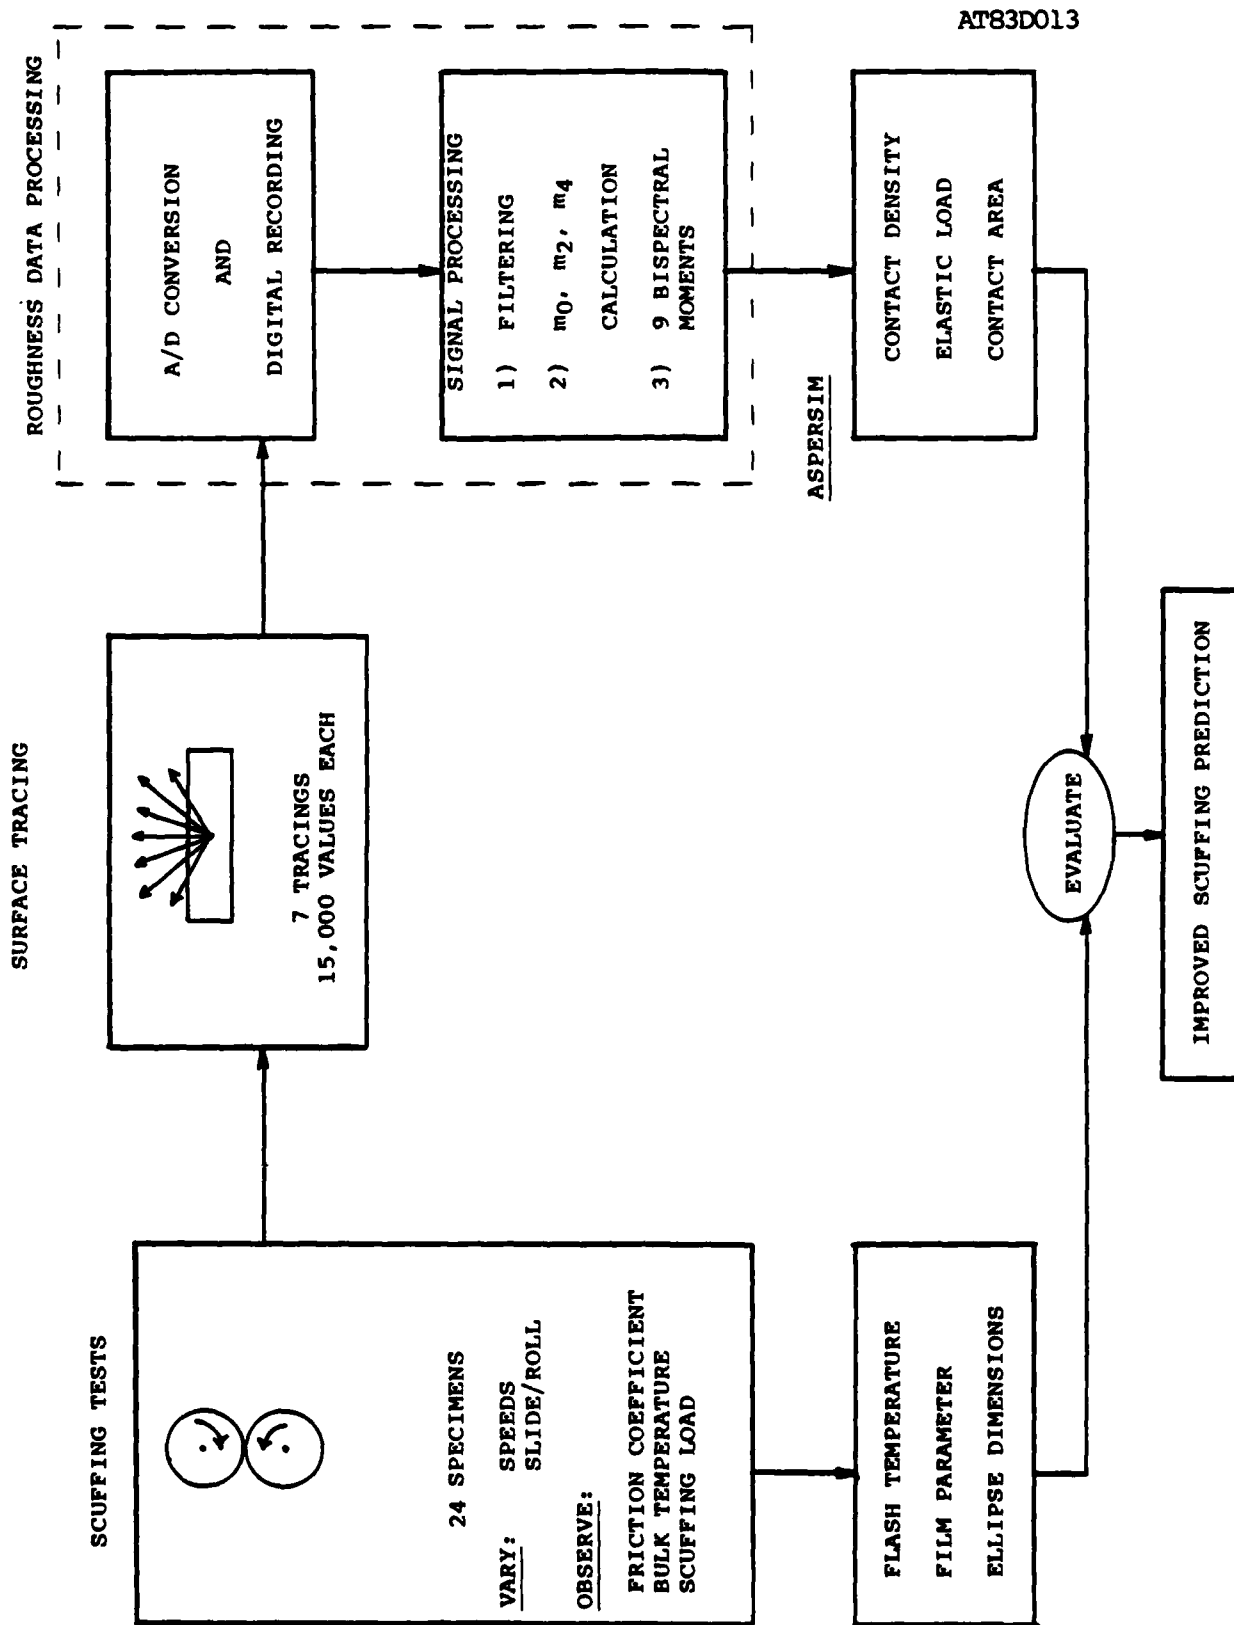 AT83D013
SCUFFING TESTS
24 SPECIMENS
VARY: SPEEDS
SLIDE/ROLL
OBSERVE:
FRICTION COEFFICIENT
BULK TEMPERATURE
SCUFFING LOAD
FLASH TEMPERATURE
FILM PARAMETER
ELLIPSE DIMENSIONS
SURFACE TRACING
7 TRACINGS
15,000 VALUES EACH
ROUGHNESS DATA PROCESSING
A/D CONVERSION
AND
DIGITAL RECORDING
SIGNAL PROCESSING
1) FILTERING
2) m0, m2, m4
CALCULATION
3) 9 BISPECTRAL
MOMENTS
ASPERSIM
CONTACT DENSITY
ELASTIC LOAD
CONTACT AREA
EVALUATE
IMPROVED SCUFFING PREDICTION